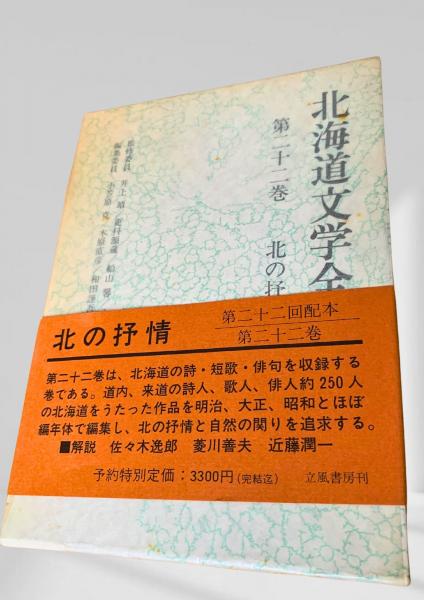 北海道文学全
第二十二巻 北の抒
監修委員 井上靖 更科源蔵 船山馨
編集委員 小笠原克 木原直彦 和田謹吾
北の抒情
第二十二回配本
第二十二巻
第二十二巻は、北海道の詩・短歌・俳句を収録する
巻である。道内、来道の詩人、歌人、俳人約250人
の北海道をうたった作品を明治、大正、昭和とほぼ
編年体で編集し、北の抒情と自然の関りを追求する。
■解説 佐々木逸郎 菱川善夫 近藤潤一
予約特別定価:3300円(完結迄) 立風書房刊